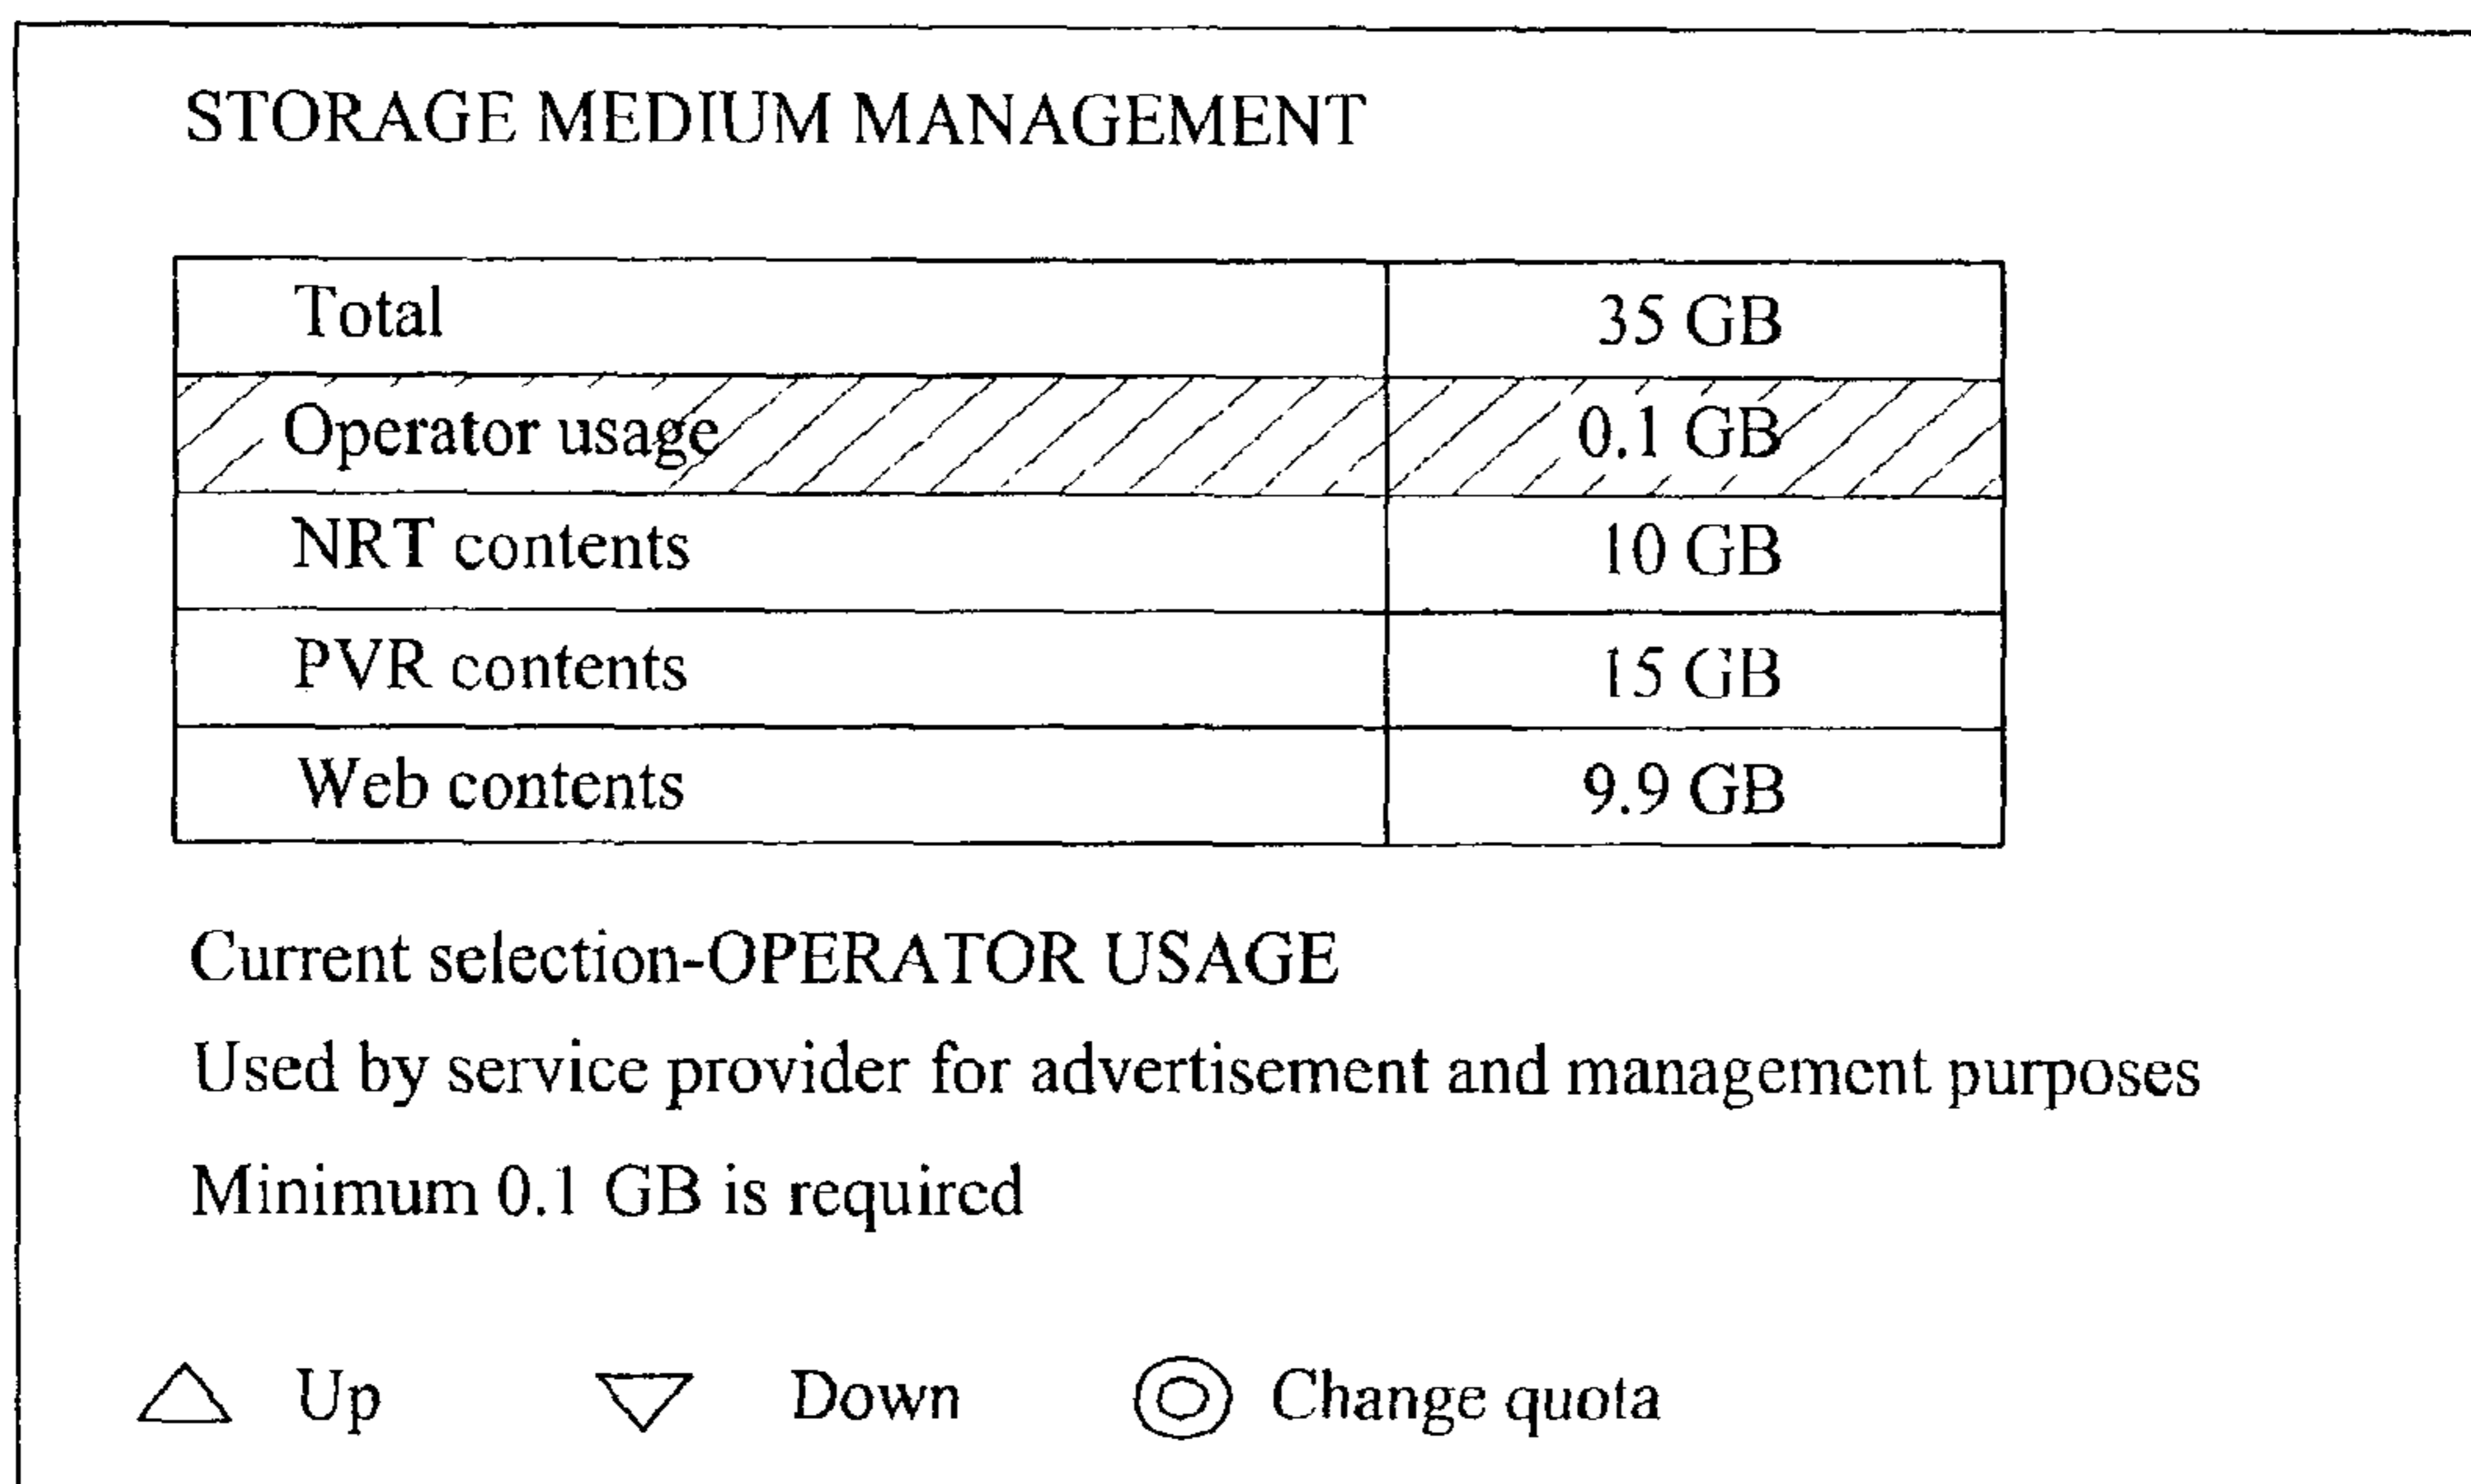 STORAGE MEDIUM MANAGEMENT
Total 35 GB
Operator usage 0.1 GB
NRT contents 10 GB
PVR contents 15 GB
Web contents 9.9 GB
Current selection-OPERATOR USAGE
Used by service provider for advertisement and management purposes
Minimum 0.1 GB is required
Up Down Change quota